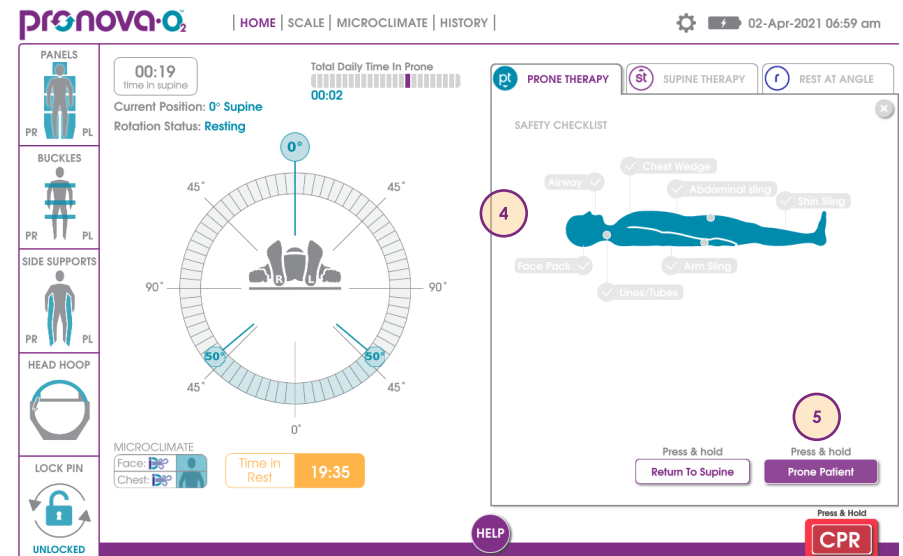 pronova·O2
HOME | SCALE | MICROCLIMATE | HISTORY
02-Apr-2021 06:59 am
PANELS
PR PL
BUCKLES
PR PL
SIDE SUPPORTS
PR PL
HEAD HOOP
LOCK PIN
UNLOCKED
00:19
time in supine
Total Daily Time In Prone
00:02
Current Position: 0° Supine
Rotation Status: Resting
0°
45° 45°
R L
90° 90°
50° 50°
45° 45°
0°
MICROCLIMATE
Face:
Chest:
Time in
Rest
19:35
pt PRONE THERAPY
st SUPINE THERAPY
r REST AT ANGLE
SAFETY CHECKLIST
Chest Wedge
Airway
Abdominal sling
Shin Sling
4
Face Pack
Arm Sling
Lines/Tubes
5
Press & hold
Return To Supine
Press & hold
Prone Patient
HELP
Press & Hold
CPR